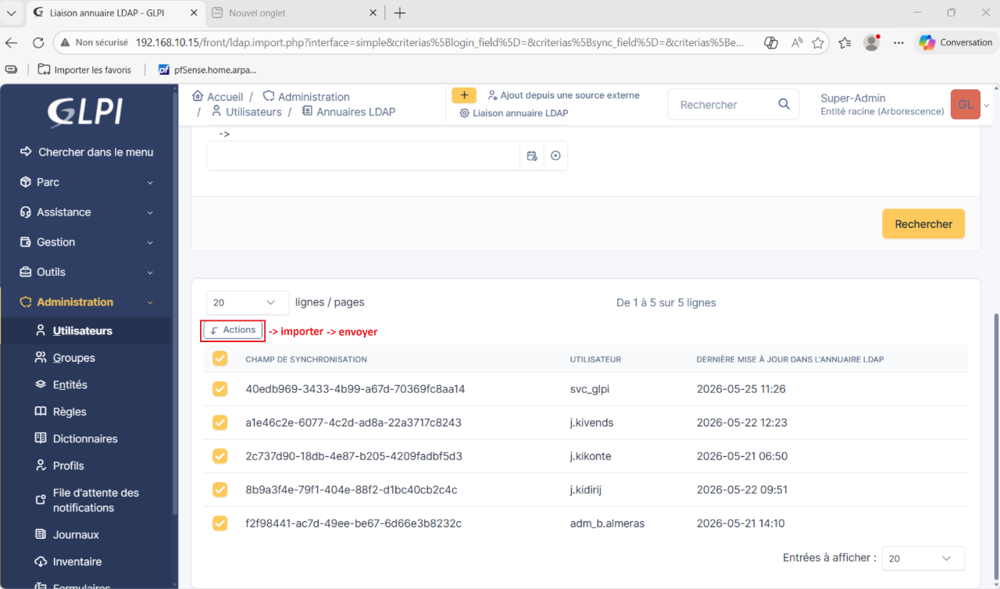 Liaison annuaire LDAP - GLPI
Nouvel onglet
Non sécurisé 192.168.10.15/front/ldap.import.php?interface=simple&criterias%5Blogin_field%5D=&criterias%5Bsync_field%5D=&criterias%5Be...
Conversation
Importer les favoris
pf pfSense.home.arpa...
GLPI
Chercher dans le menu
Parc
Assistance
Gestion
Outils
Administration
Utilisateurs
Groupes
Entités
Règles
Dictionnaires
Profils
File d'attente des
notifications
Journaux
Inventaire
Formulaires
Accueil / Administration
/ Utilisateurs / Annuaires LDAP
+ Ajout depuis une source externe
Liaison annuaire LDAP
Rechercher
Super-Admin
Entité racine (Arborescence)
GL
->
Rechercher
20 lignes / pages De 1 à 5 sur 5 lignes
Actions -> importer -> envoyer
CHAMP DE SYNCHRONISATION UTILISATEUR DERNIÈRE MISE À JOUR DANS L'ANNUAIRE LDAP
40edb969-3433-4b99-a67d-70369fc8aa14 svc_glpi 2026-05-25 11:26
a1e46c2e-6077-4c2d-ad8a-22a3717c8243 j.kivends 2026-05-22 12:23
2c737d90-18db-4e87-b205-4209fadbf5d3 j.kikonte 2026-05-21 06:50
8b9a3f4e-79f1-404e-88f2-d1bc40cb2c4c j.kidirij 2026-05-22 09:51
f2f98441-ac7d-49ee-be67-6d66e3b8232c adm_b.almeras 2026-05-21 14:10
Entrées à afficher : 20